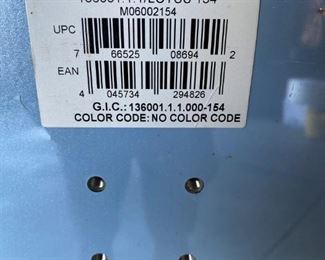 M06002154
UPC
7 66525 08694 2
EAN
4 045734 294826
G.I.C.: 136001.1.1.000-154
COLOR CODE: NO COLOR CODE